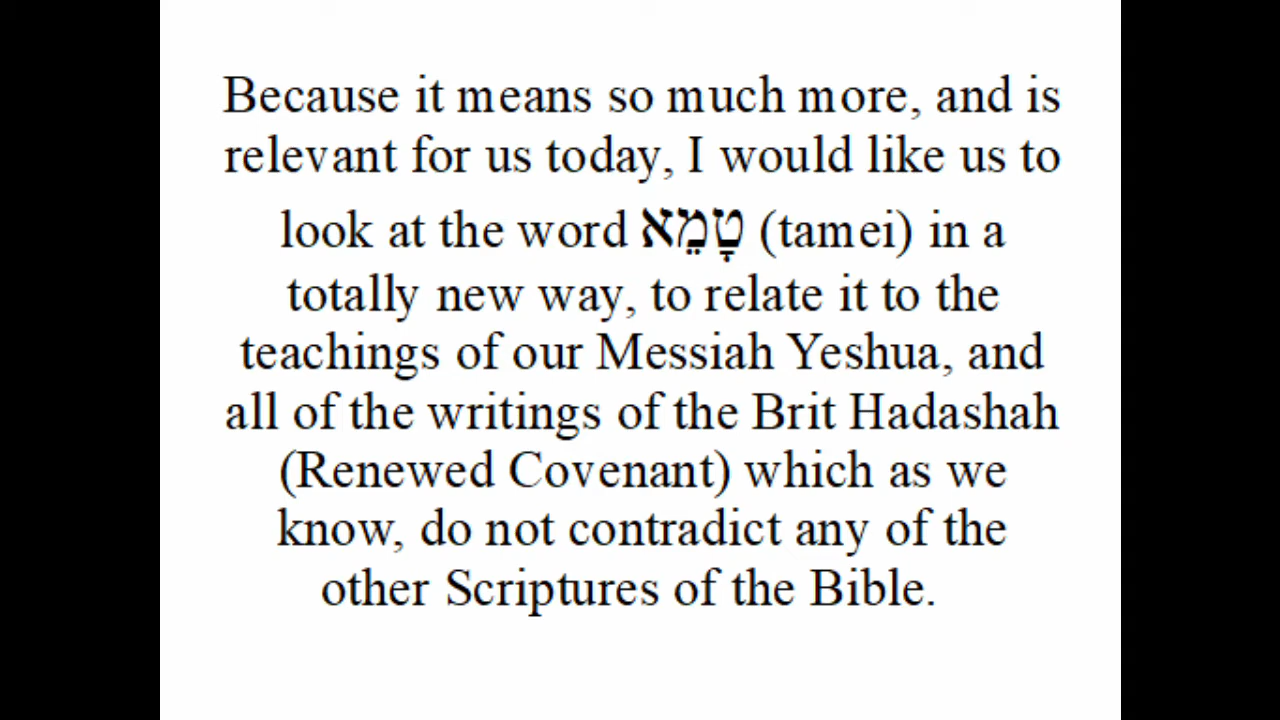 Because it means so much more, and is
relevant for us today, I would like us to
look at the word טָמֵא (tamei) in a
totally new way, to relate it to the
teachings of our Messiah Yeshua, and
all of the writings of the Brit Hadashah
(Renewed Covenant) which as we
know, do not contradict any of the
other Scriptures of the Bible.